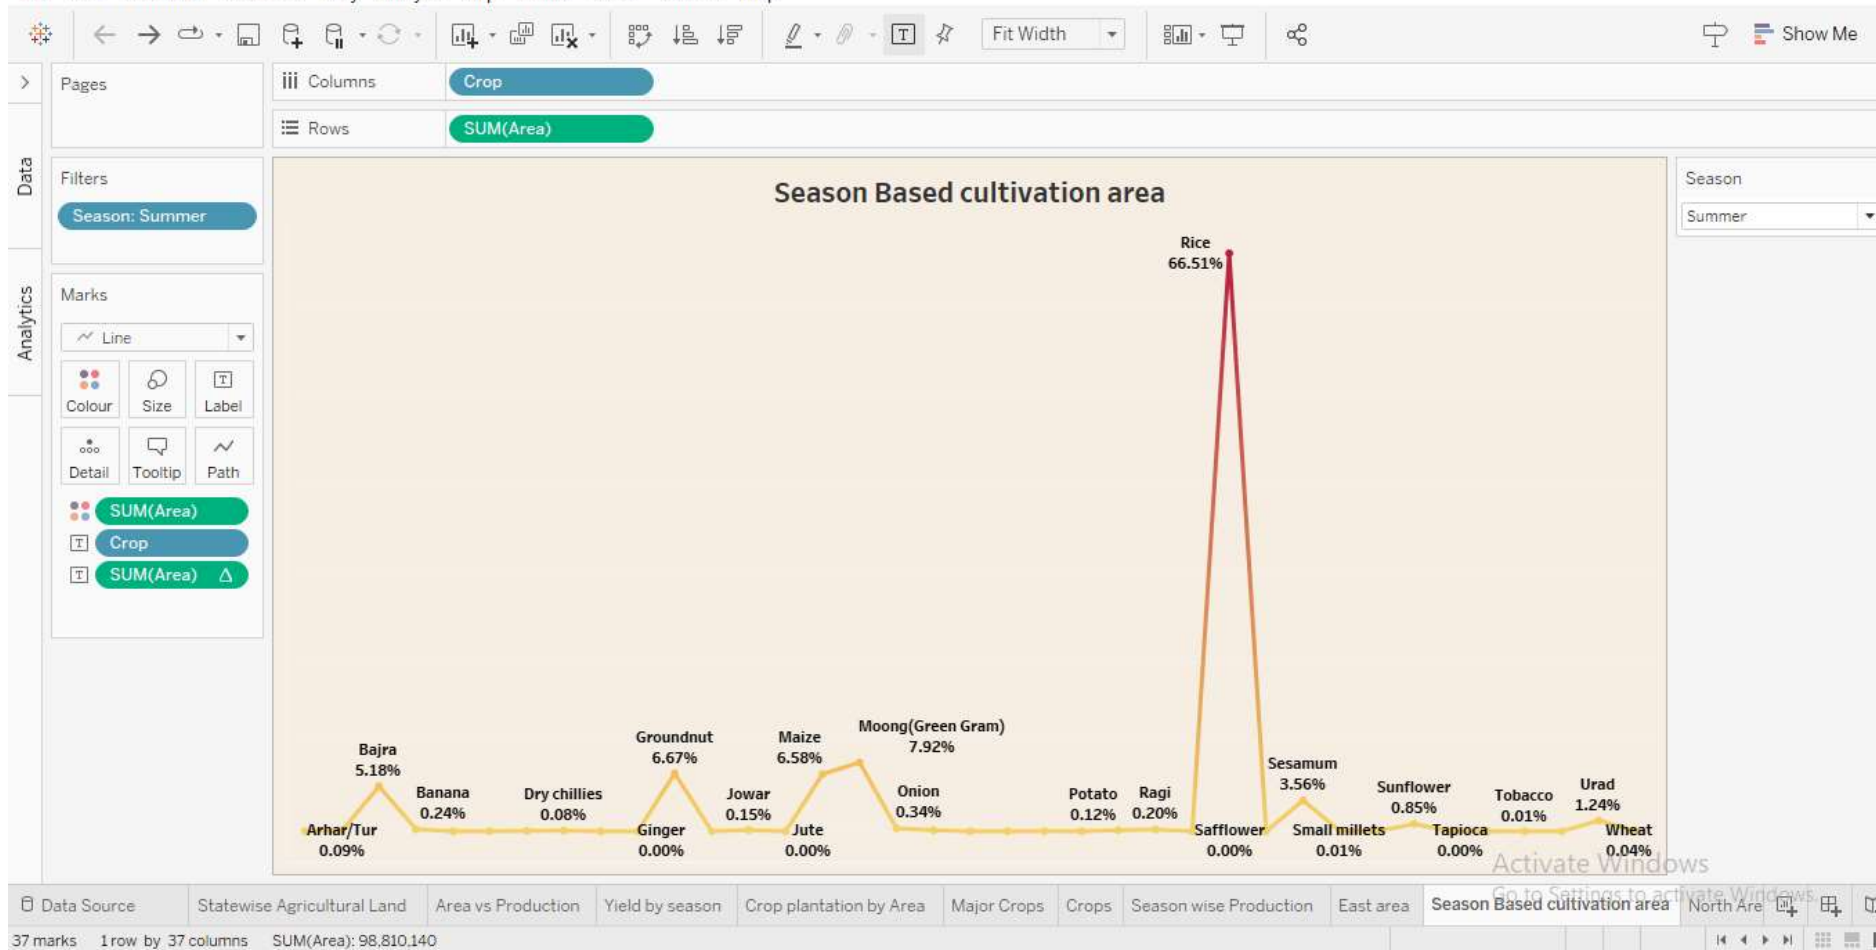 Fit Width
Show Me
Pages
Columns
Crop
Rows
SUM(Area)
Data
Analytics
Filters
Season: Summer
Marks
Line
Colour
Size
Label
Detail
Tooltip
Path
SUM(Area)
Crop
SUM(Area) Δ
Season Based cultivation area
Rice
66.51%
Bajra
5.18%
Groundnut
6.67%
Maize
6.58%
Moong(Green Gram)
7.92%
Banana
0.24%
Dry chillies
0.08%
Jowar
0.15%
Onion
0.34%
Potato
0.12%
Ragi
0.20%
Sesamum
3.56%
Sunflower
0.85%
Tobacco
0.01%
Urad
1.24%
Arhar/Tur
0.09%
Ginger
0.00%
Jute
0.00%
Safflower
0.00%
Small millets
0.01%
Tapioca
0.00%
Wheat
0.04%
Season
Summer
Activate Windows
Go to Settings to activate Windows.
Data Source
Statewise Agricultural Land
Area vs Production
Yield by season
Crop plantation by Area
Major Crops
Crops
Season wise Production
East area
Season Based cultivation area
North Are
37 marks
1 row by 37 columns
SUM(Area): 98,810,140